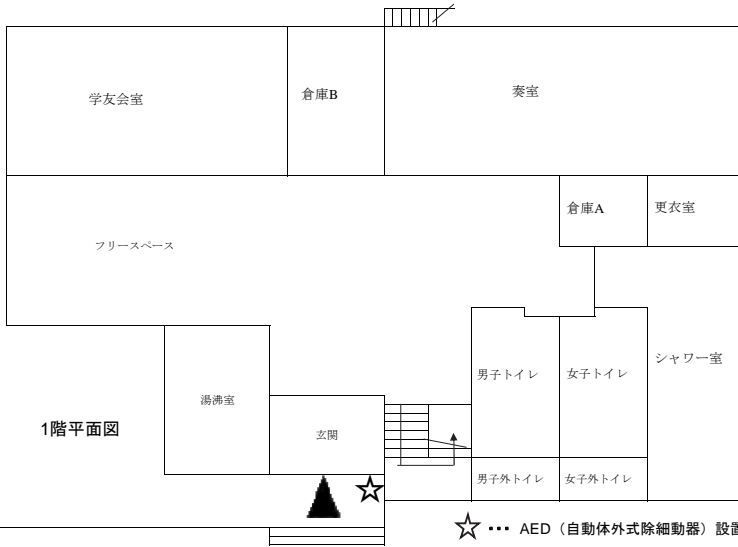 学友会室
倉庫B
奏室
倉庫A
更衣室
フリースペース
男子トイレ
女子トイレ
シャワー室
湯沸室
1階平面図
玄関
男子外トイレ
女子外トイレ
☆ ・・・ AED（自動体外式除細動器）設置